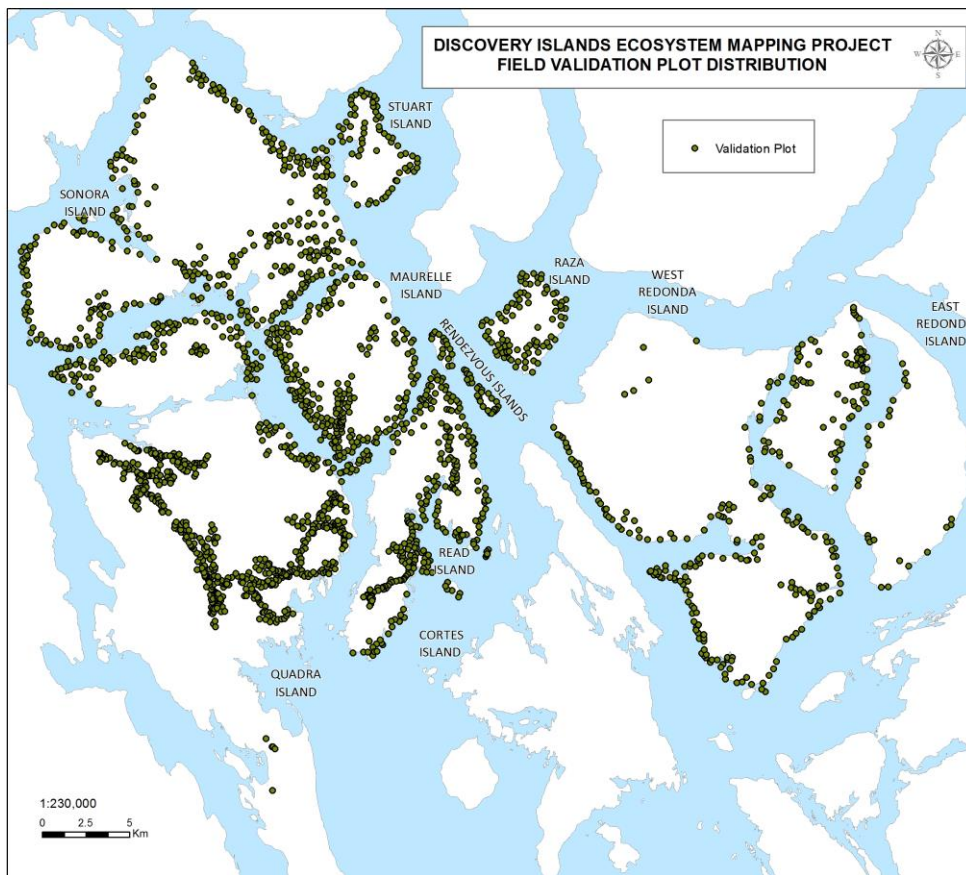 DISCOVERY ISLANDS ECOSYSTEM MAPPING PROJECT
FIELD VALIDATION PLOT DISTRIBUTION
N
W E
S
Validation Plot
STUART
ISLAND
SONORA
ISLAND
MAURELLE
ISLAND
RAZA
ISLAND
WEST
REDONDA
ISLAND
EAST
REDONDA
ISLAND
RENDEZVOUS ISLANDS
READ
ISLAND
CORTES
ISLAND
QUADRA
ISLAND
1:230,000
0 2.5 5
Km